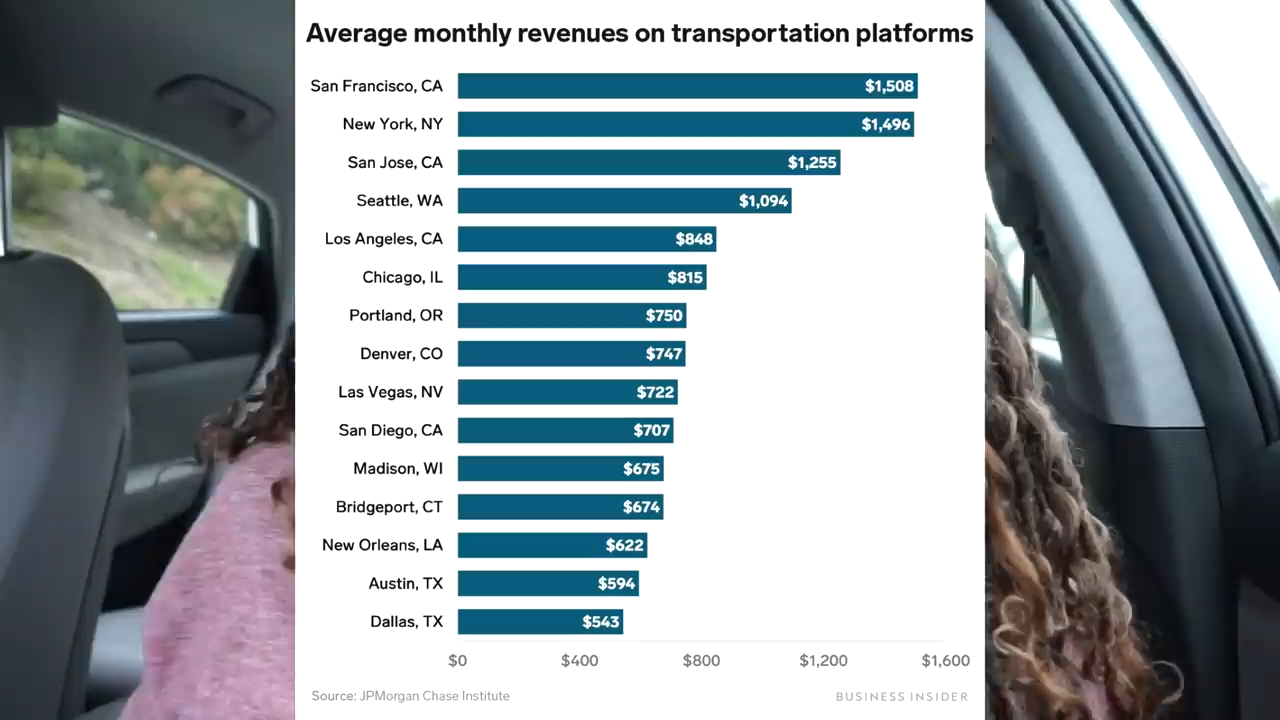 Average monthly revenues on transportation platforms
San Francisco, CA $1,508
New York, NY $1,496
San Jose, CA $1,255
Seattle, WA $1,094
Los Angeles, CA $848
Chicago, IL $815
Portland, OR $750
Denver, CO $747
Las Vegas, NV $722
San Diego, CA $707
Madison, WI $675
Bridgeport, CT $674
New Orleans, LA $622
Austin, TX $594
Dallas, TX $543
$0 $400 $800 $1,200 $1,600
Source: JPMorgan Chase Institute BUSINESS INSIDER